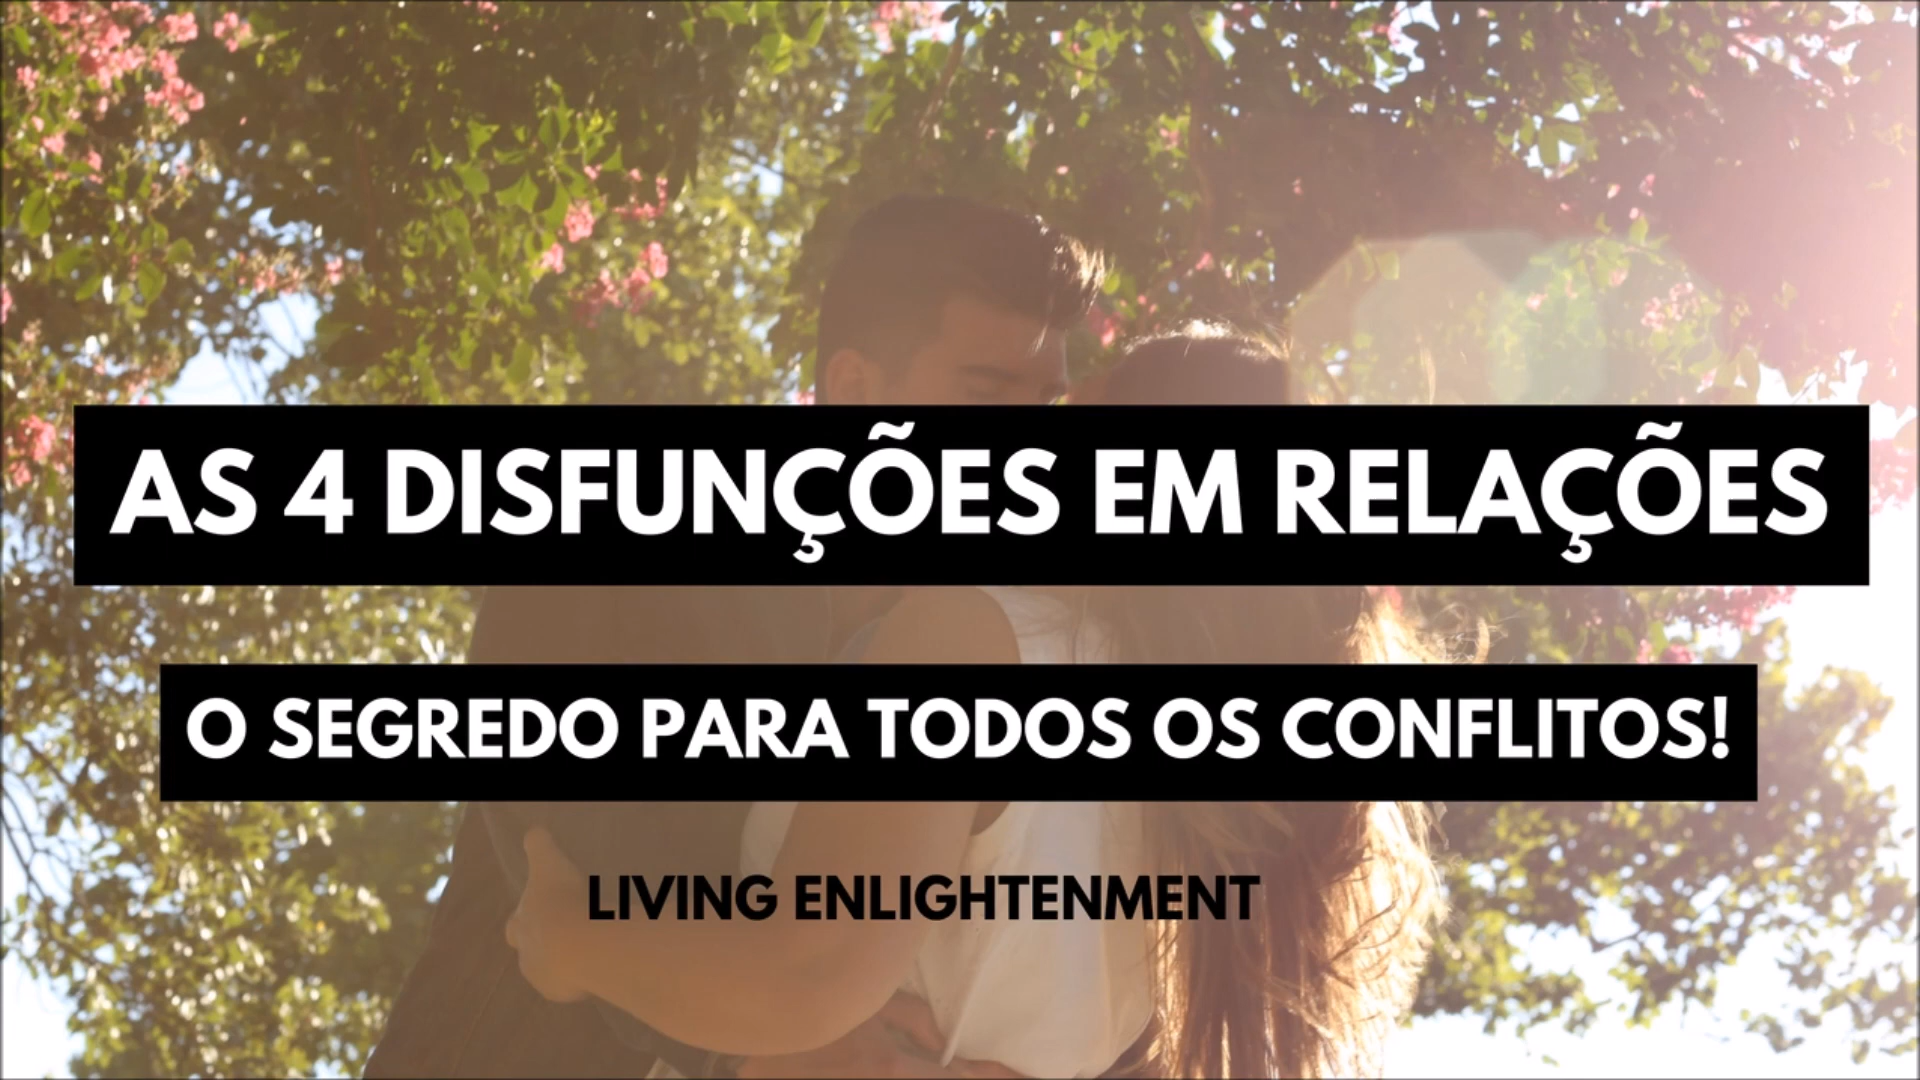 AS 4 DISFUNÇÕES EM RELAÇÕES
O SEGREDO PARA TODOS OS CONFLITOS!
LIVING ENLIGHTENMENT